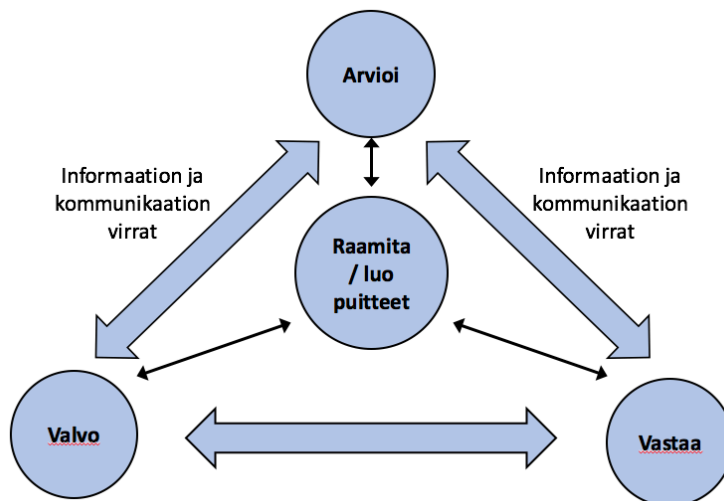 Arvioi
Informaation ja
kommunikaation
virrat
Informaation ja
kommunikaation
virrat
Raamita
/ luo
puitteet
Valvo
Vastaa